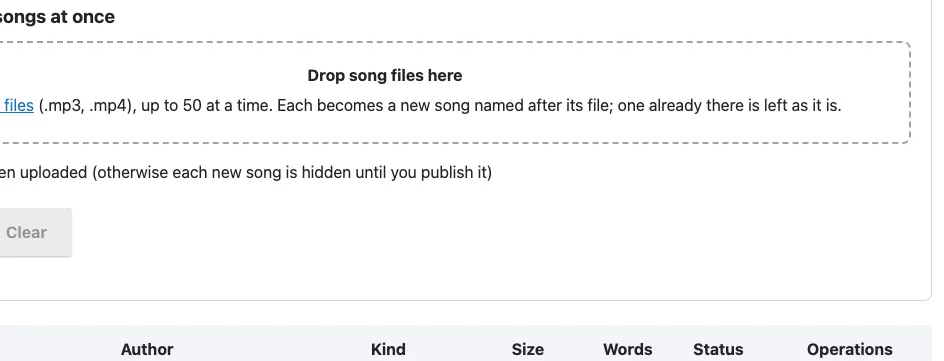 songs at once
Drop song files here
files (.mp3, .mp4), up to 50 at a time. Each becomes a new song named after its file; one already there is left as it is.
en uploaded (otherwise each new song is hidden until you publish it)
Clear
Author Kind Size Words Status Operations